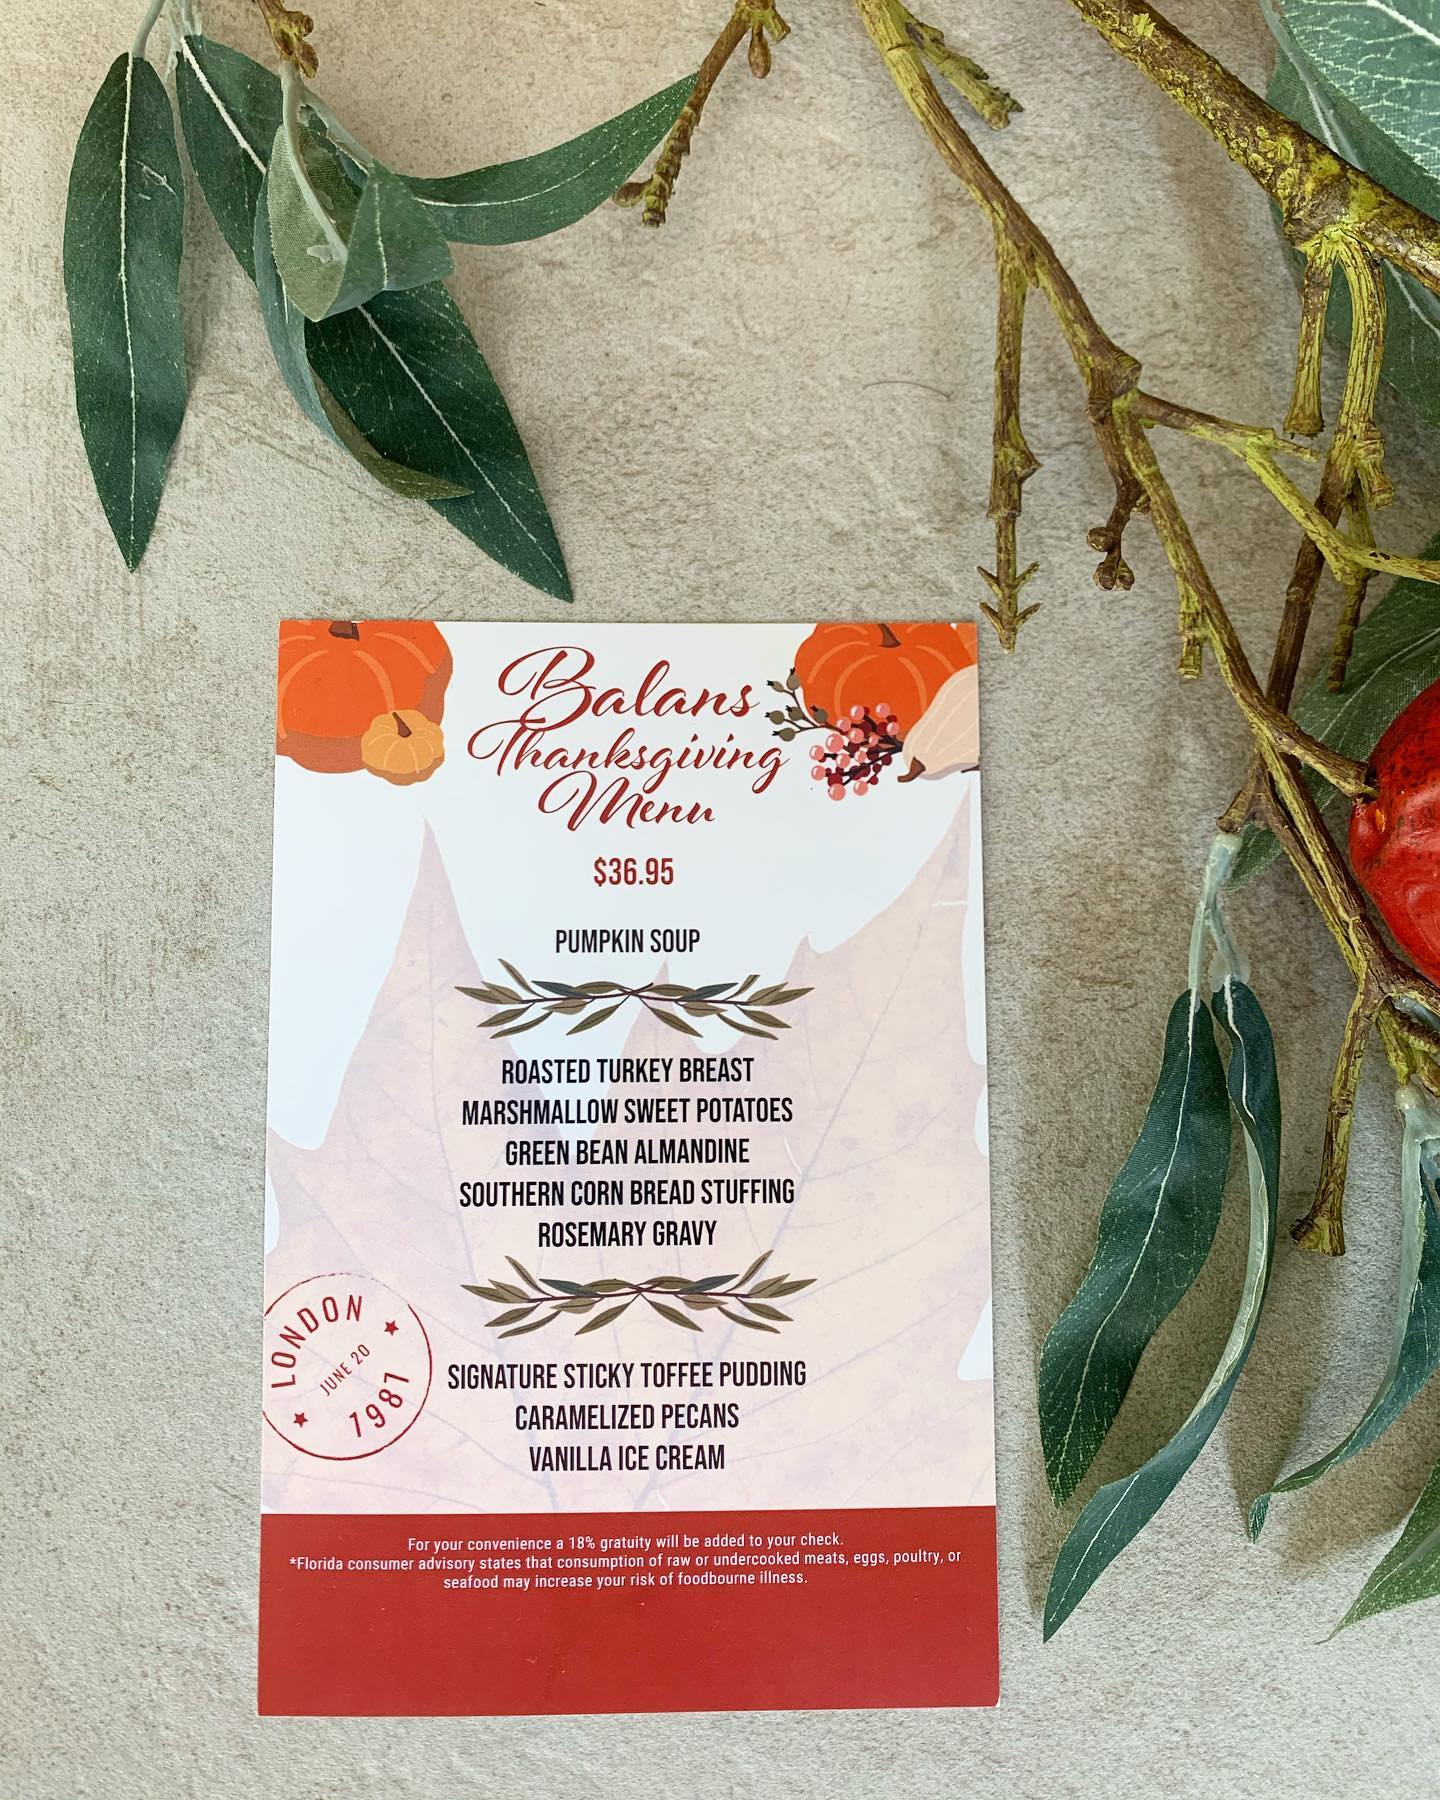 Balans
Thanksgiving
Menu
$36.95
PUMPKIN SOUP
ROASTED TURKEY BREAST
MARSHMALLOW SWEET POTATOES
GREEN BEAN ALMANDINE
SOUTHERN CORN BREAD STUFFING
ROSEMARY GRAVY
LONDON
JUNE 20
1987
SIGNATURE STICKY TOFFEE PUDDING
CARAMELIZED PECANS
VANILLA ICE CREAM
For your convenience a 18% gratuity will be added to your check.
*Florida consumer advisory states that consumption of raw or undercooked meats, eggs, poultry, or
seafood may increase your risk of foodbourne illness.